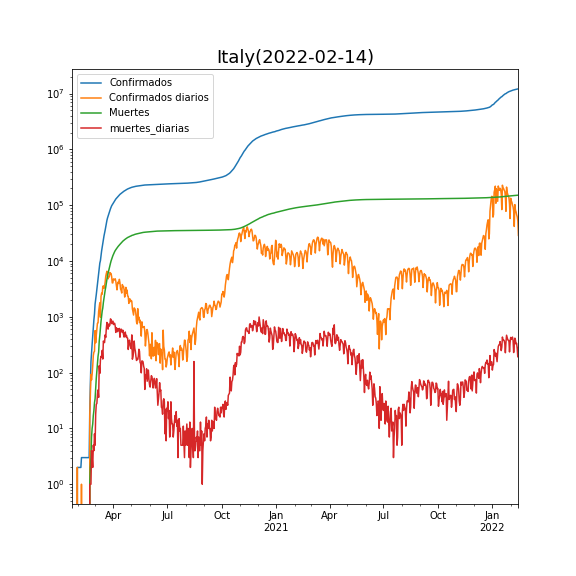 Italy(2022-02-14)
Confirmados
Confirmados diarios
Muertes
muertes_diarias
10⁷
10⁶
10⁵
10⁴
10³
10²
10¹
10⁰
Apr Jul Oct Jan Apr Jul Oct Jan
2021 2022